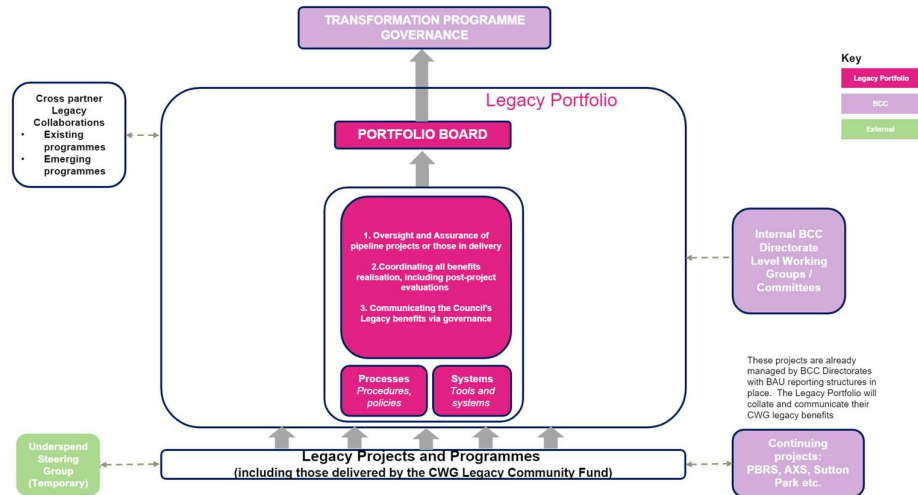 TRANSFORMATION PROGRAMME
GOVERNANCE
Key
Legacy Portfolio
BCC
External
Cross partner
Legacy
Collaborations
• Existing
programmes
• Emerging
programmes
Legacy Portfolio
PORTFOLIO BOARD
1. Oversight and Assurance of
pipeline projects or those in delivery
2.Coordinating all benefits
realisation, including post-project
evaluations
3. Communicating the Council's
Legacy benefits via governance
Internal BCC
Directorate
Level Working
Groups /
Committees
Processes
Procedures,
policies
Systems
Tools and
systems
These projects are already
managed by BCC Directorates
with BAU reporting structures in
place. The Legacy Portfolio will
collate and communicate their
CWG legacy benefits
Underspend
Steering
Group
(Temporary)
Legacy Projects and Programmes
(including those delivered by the CWG Legacy Community Fund)
Continuing
projects:
PBRS, AXS, Sutton
Park etc.